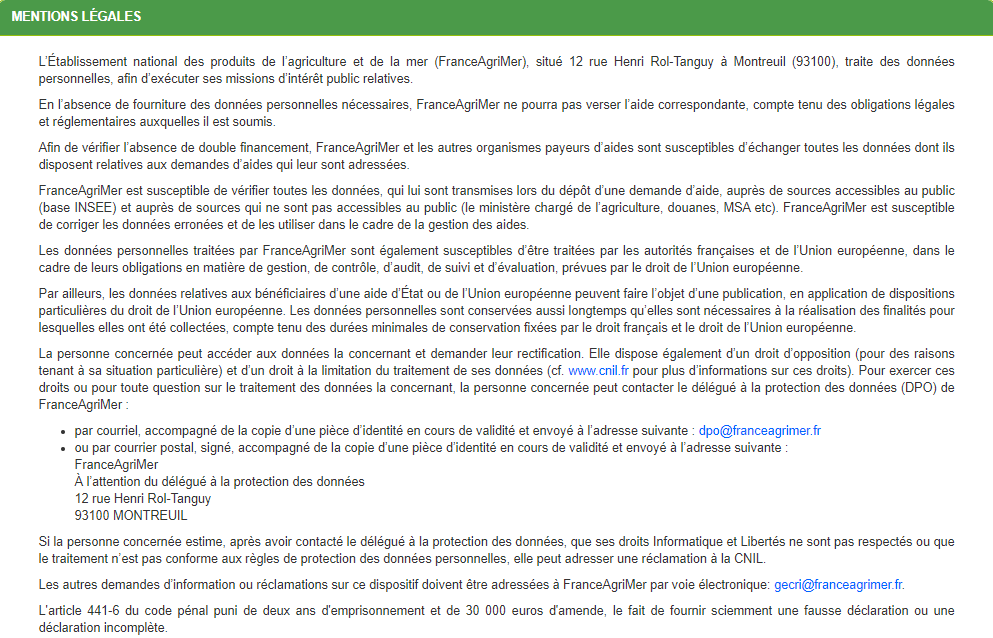 MENTIONS LÉGALES
L’Établissement national des produits de l’agriculture et de la mer (FranceAgriMer), situé 12 rue Henri Rol-Tanguy à Montreuil (93100), traite des données
personnelles, afin d’exécuter ses missions d’intérêt public relatives.
En l’absence de fourniture des données personnelles nécessaires, FranceAgriMer ne pourra pas verser l’aide correspondante, compte tenu des obligations légales
et réglementaires auxquelles il est soumis.
Afin de vérifier l’absence de double financement, FranceAgriMer et les autres organismes payeurs d’aides sont susceptibles d’échanger toutes les données dont ils
disposent relatives aux demandes d’aides qui leur sont adressées.
FranceAgriMer est susceptible de vérifier toutes les données, qui lui sont transmises lors du dépôt d’une demande d’aide, auprès de sources accessibles au public
(base INSEE) et auprès de sources qui ne sont pas accessibles au public (le ministère chargé de l’agriculture, douanes, MSA etc). FranceAgriMer est susceptible
de corriger les données erronées et de les utiliser dans le cadre de la gestion des aides.
Les données personnelles traitées par FranceAgriMer sont également susceptibles d’être traitées par les autorités françaises et de l’Union européenne, dans le
cadre de leurs obligations en matière de gestion, de contrôle, d’audit, de suivi et d’évaluation, prévues par le droit de l’Union européenne.
Par ailleurs, les données relatives aux bénéficiaires d’une aide d’État ou de l’Union européenne peuvent faire l’objet d’une publication, en application de dispositions
particulières du droit de l’Union européenne. Les données personnelles sont conservées aussi longtemps qu’elles sont nécessaires à la réalisation des finalités pour
lesquelles elles ont été collectées, compte tenu des durées minimales de conservation fixées par le droit français et le droit de l’Union européenne.
La personne concernée peut accéder aux données la concernant et demander leur rectification. Elle dispose également d’un droit d’opposition (pour des raisons
tenant à sa situation particulière) et d’un droit à la limitation du traitement de ses données (cf. www.cnil.fr pour plus d’informations sur ces droits). Pour exercer ces
droits ou pour toute question sur le traitement des données la concernant, la personne concernée peut contacter le délégué à la protection des données (DPO) de
FranceAgriMer :
• par courriel, accompagné de la copie d’une pièce d’identité en cours de validité et envoyé à l’adresse suivante : dpo@franceagrimer.fr
• ou par courrier postal, signé, accompagné de la copie d’une pièce d’identité en cours de validité et envoyé à l’adresse suivante :
FranceAgriMer
À l’attention du délégué à la protection des données
12 rue Henri Rol-Tanguy
93100 MONTREUIL
Si la personne concernée estime, après avoir contacté le délégué à la protection des données, que ses droits Informatique et Libertés ne sont pas respectés ou que
le traitement n’est pas conforme aux règles de protection des données personnelles, elle peut adresser une réclamation à la CNIL.
Les autres demandes d’information ou réclamations sur ce dispositif doivent être adressées à FranceAgriMer par voie électronique: gecri@franceagrimer.fr.
L'article 441-6 du code pénal puni de deux ans d'emprisonnement et de 30 000 euros d'amende, le fait de fournir sciemment une fausse déclaration ou une
déclaration incomplète.